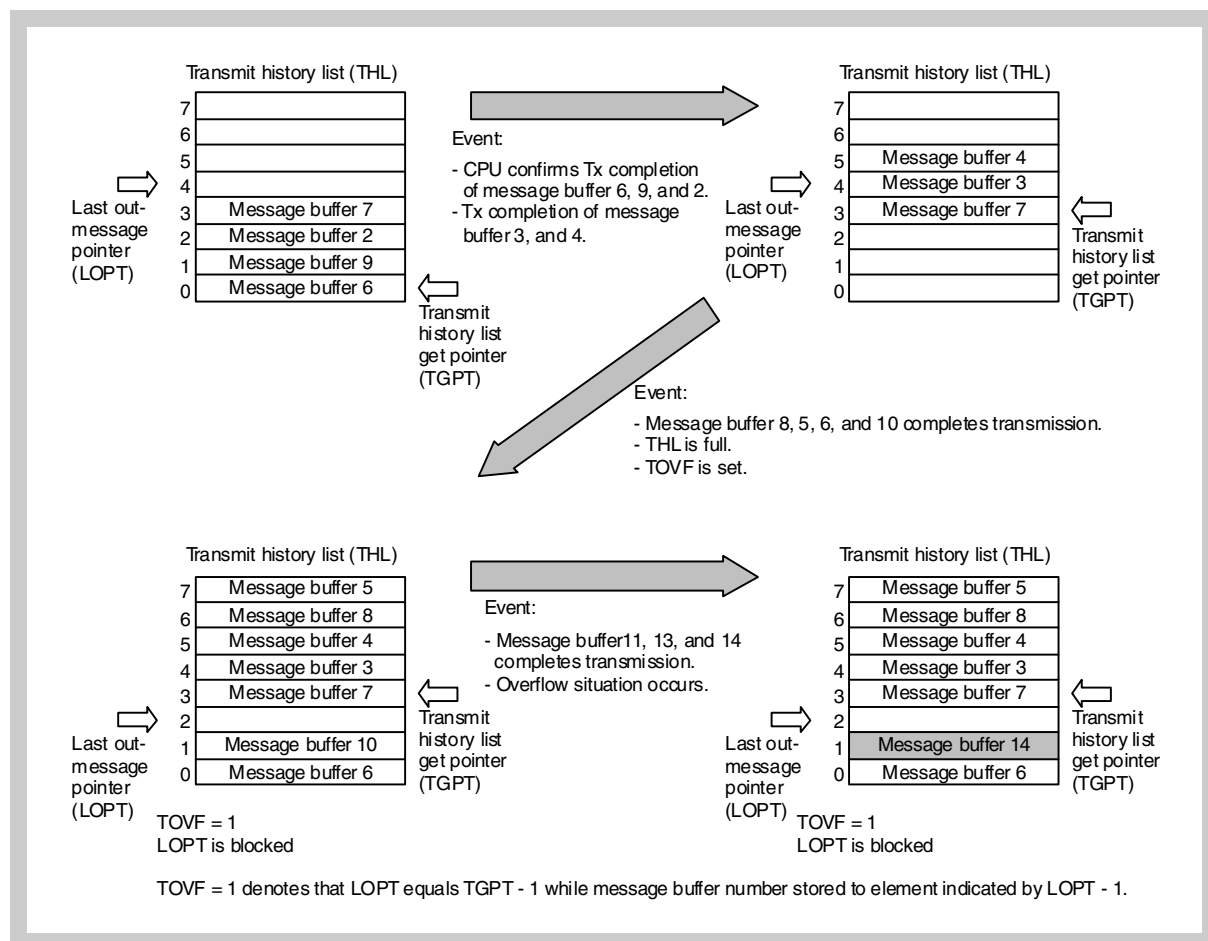 Transmit history list (THL)
7
6
5
4
3 Message buffer 7
2 Message buffer 2
1 Message buffer 9
0 Message buffer 6
Last out-
message
pointer
(LOPT)
Transmit
history list
get pointer
(TGPT)
Event:
- CPU confirms Tx completion
of message buffer 6, 9, and 2.
- Tx completion of message
buffer 3, and 4.
Transmit history list (THL)
7
6
5 Message buffer 4
4 Message buffer 3
3 Message buffer 7
2
1
0
Last out-
message
pointer
(LOPT)
Transmit
history list
get pointer
(TGPT)
Event:
- Message buffer 8, 5, 6, and 10 completes transmission.
- THL is full.
- TOVF is set.
Transmit history list (THL)
7 Message buffer 5
6 Message buffer 8
5 Message buffer 4
4 Message buffer 3
3 Message buffer 7
2
1 Message buffer 10
0 Message buffer 6
Last out-
message
pointer
(LOPT)
Transmit
history list
get pointer
(TGPT)
TOVF = 1
LOPT is blocked
Event:
- Message buffer11, 13, and 14
completes transmission.
- Overflow situation occurs.
Transmit history list (THL)
7 Message buffer 5
6 Message buffer 8
5 Message buffer 4
4 Message buffer 3
3 Message buffer 7
2
1 Message buffer 14
0 Message buffer 6
Last out-
message
pointer
(LOPT)
Transmit
history list
get pointer
(TGPT)
TOVF = 1
LOPT is blocked
TOVF = 1 denotes that LOPT equals TGPT - 1 while message buffer number stored to element indicated by LOPT - 1.